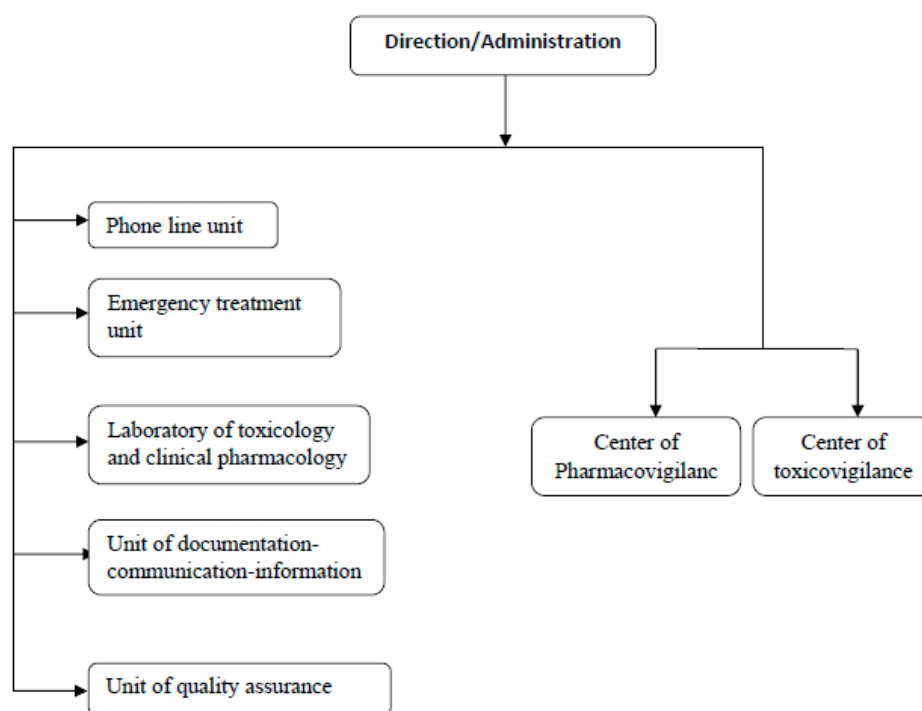 Direction/Administration
Phone line unit
Emergency treatment
unit
Laboratory of toxicology
and clinical pharmacology
Unit of documentation-
communication-information
Unit of quality assurance
Center of
Pharmacovigilanc
Center of
toxicovigilance